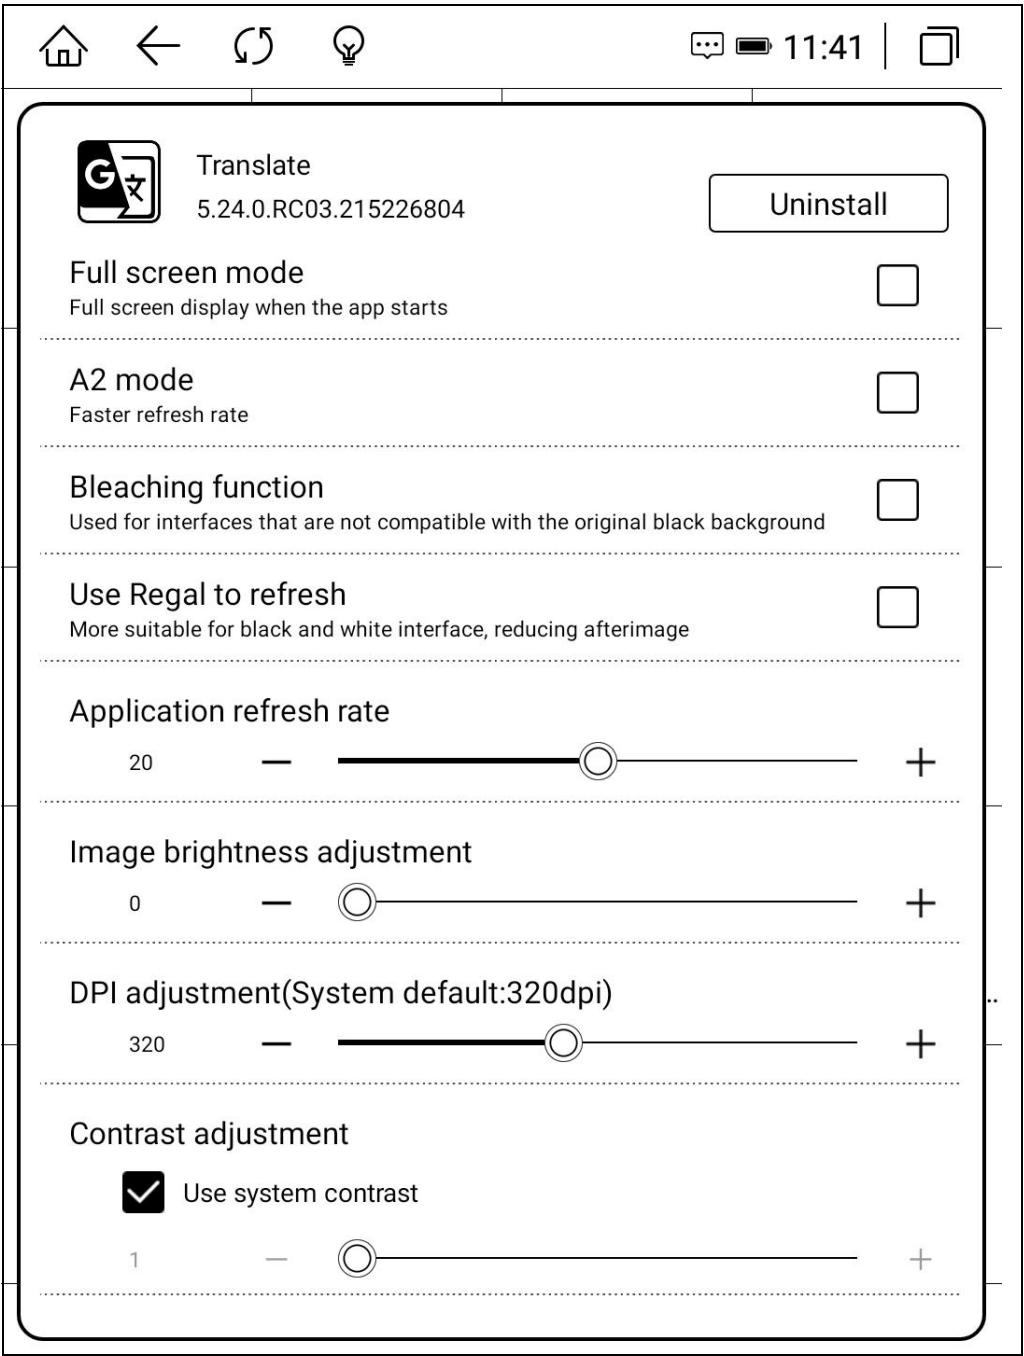 11:41
Translate
5.24.0.RC03.215226804
Uninstall
Full screen mode
Full screen display when the app starts
A2 mode
Faster refresh rate
Bleaching function
Used for interfaces that are not compatible with the original black background
Use Regal to refresh
More suitable for black and white interface, reducing afterimage
Application refresh rate
20
Image brightness adjustment
0
DPI adjustment(System default:320dpi)
320
Contrast adjustment
Use system contrast
1